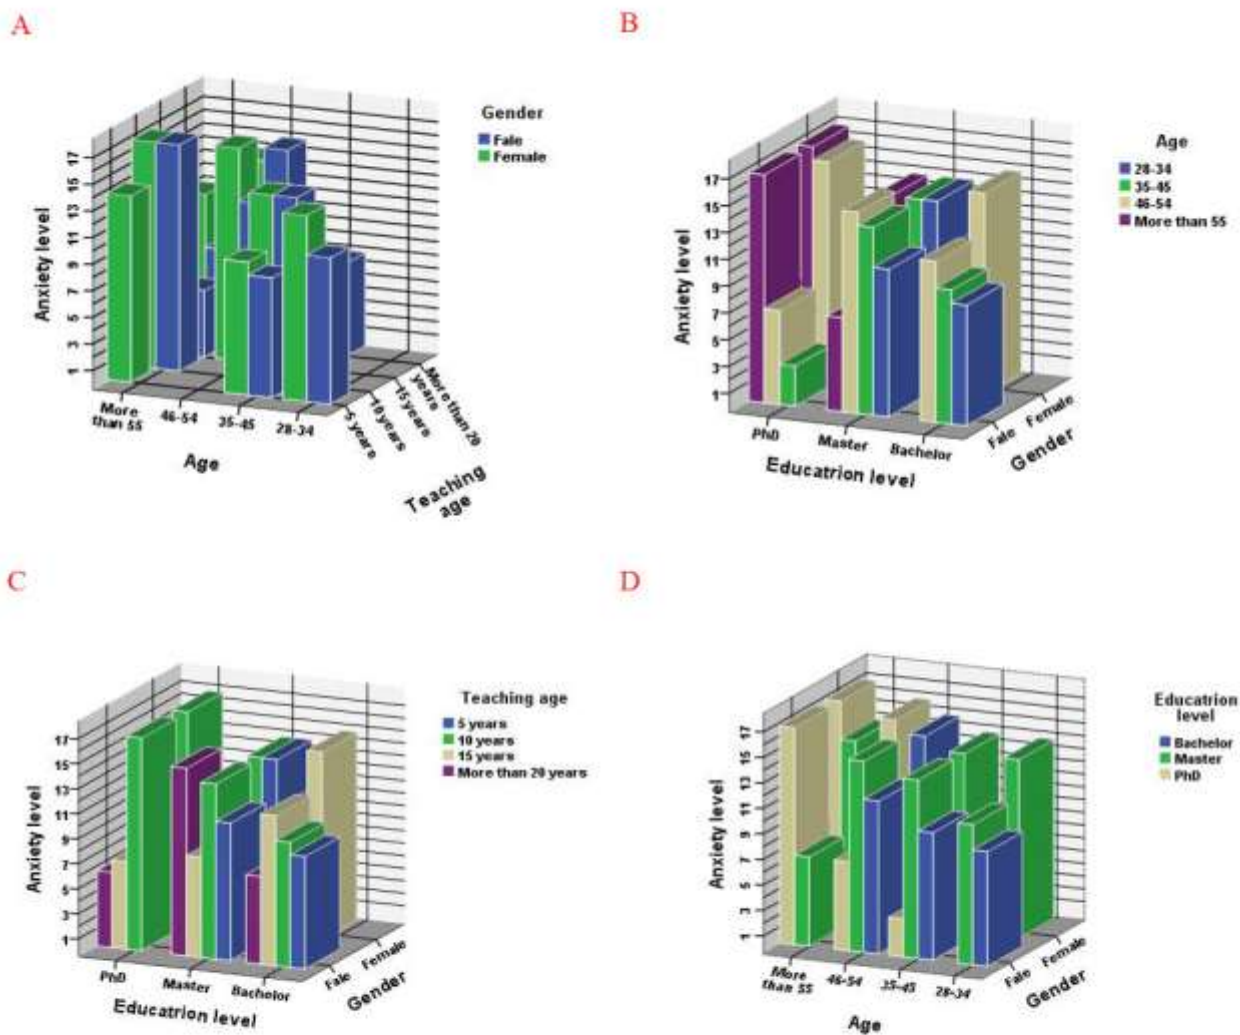 A
Gender
Fale
Female
Anxiety level
17
15
13
11
9
7
5
3
1
More
than 55
46-54
35-45
28-34
Age
5 years
10 years
15 years
More than 20
years
Teaching
age
B
Age
28-34
35-45
46-54
More than 55
Anxiety level
17
15
13
11
9
7
5
3
1
PhD
Master
Bachelor
Educatrion level
Fale
Female
Gender
C
Teaching age
5 years
10 years
15 years
More than 20 years
Anxiety level
17
15
13
11
9
7
5
3
1
PhD
Master
Bachelor
Educatrion level
Fale
Female
Gender
D
Educatrion
level
Bachelor
Master
PhD
Anxiety level
17
15
13
11
9
7
5
3
1
More
than 55
46-54
35-45
28-34
Age
Fale
Female
Gender